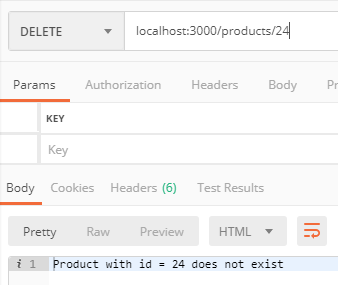 DELETE localhost:3000/products/24
Params Authorization Headers Body Pr
KEY
Key
Body Cookies Headers (6) Test Results
Pretty Raw Preview HTML
i 1 Product with id = 24 does not exist